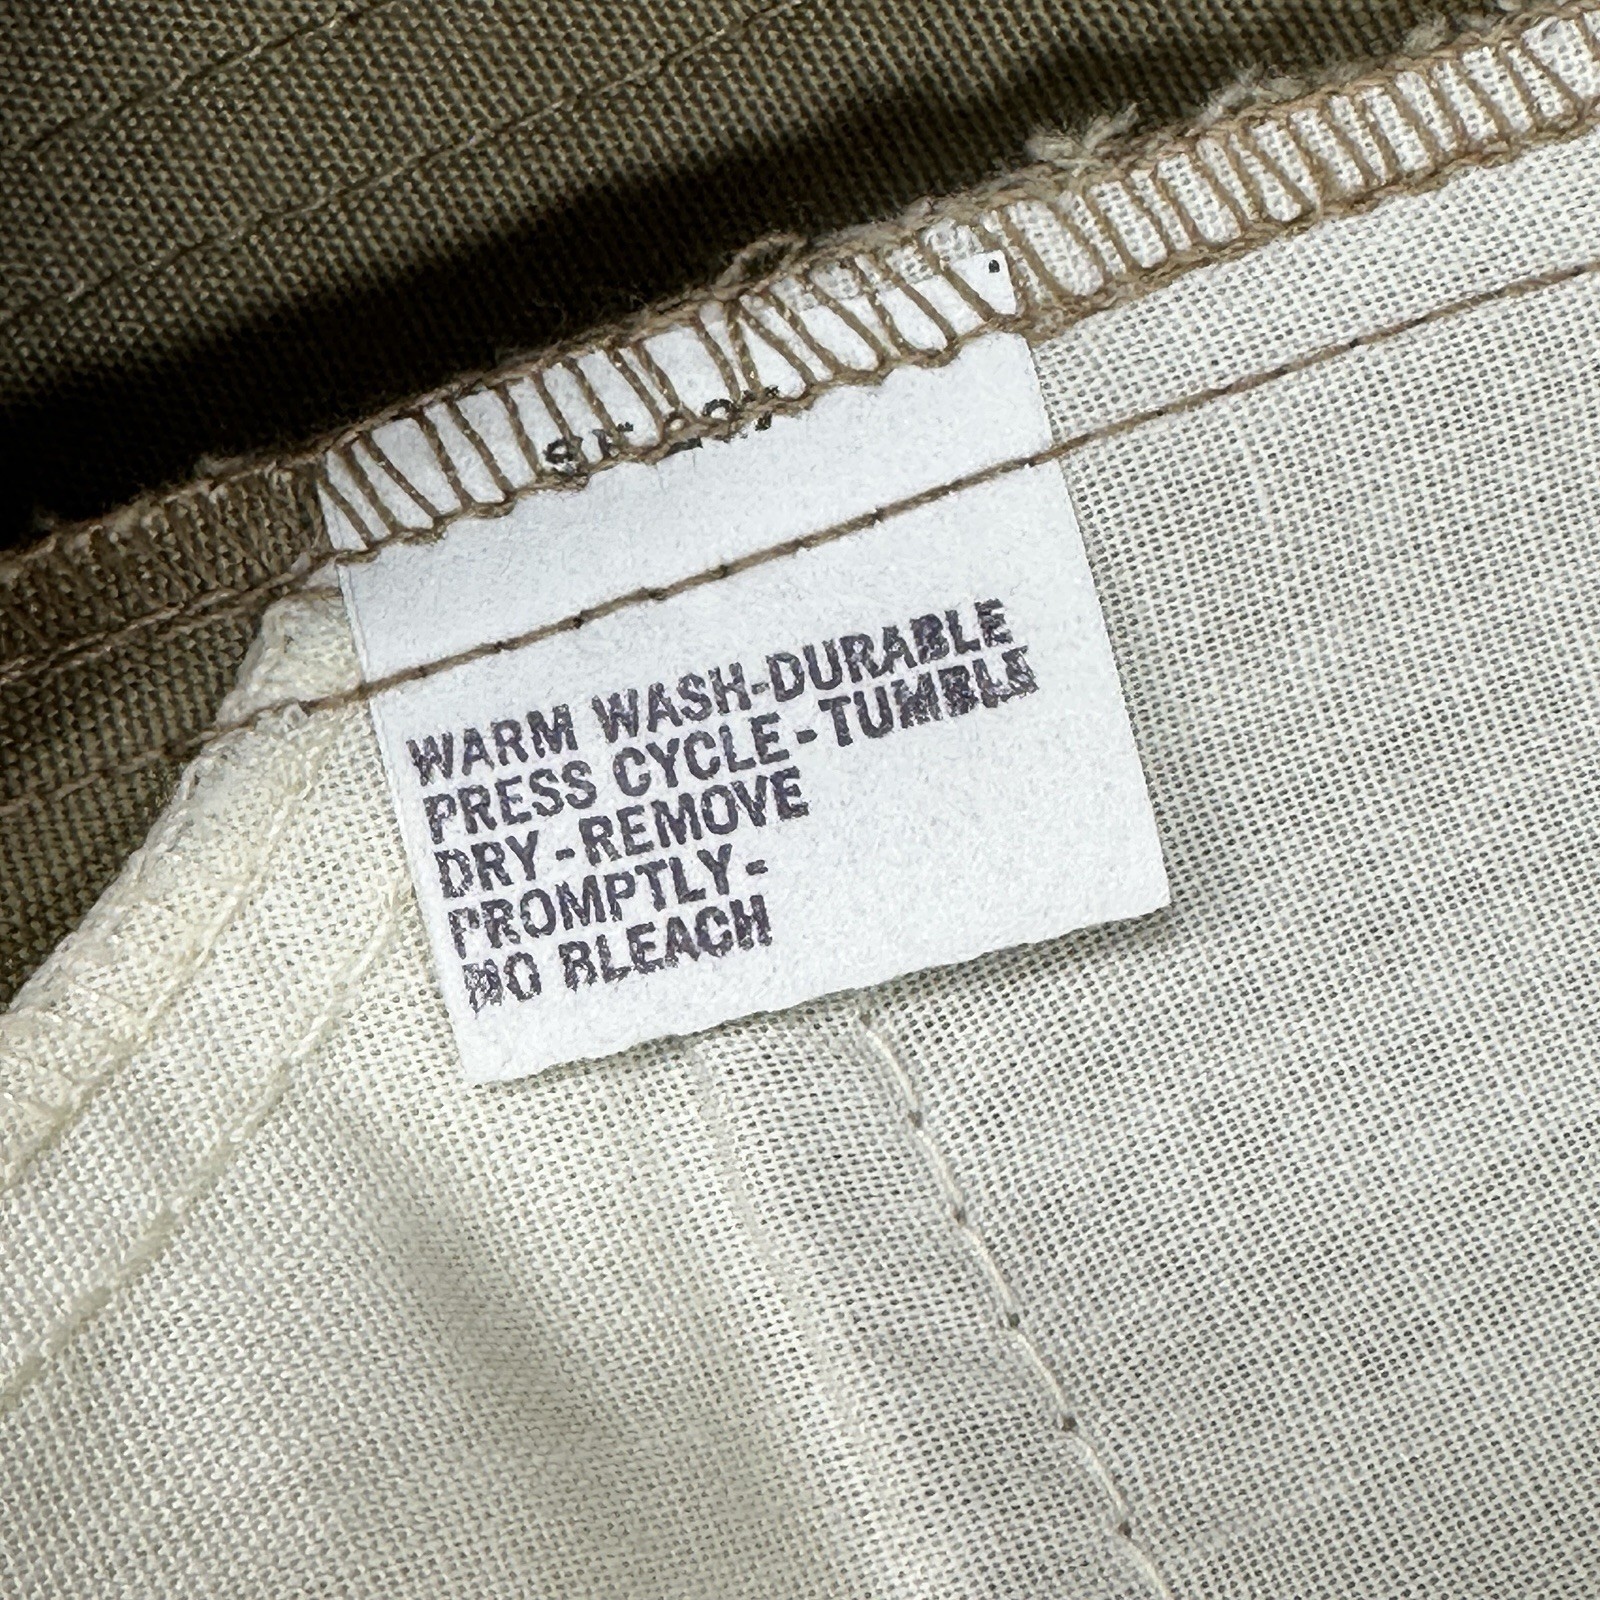 WARM WASH-DURABLE
PRESS CYCLE-TUMBLE
DRY-REMOVE
PROMPTLY-
NO BLEACH